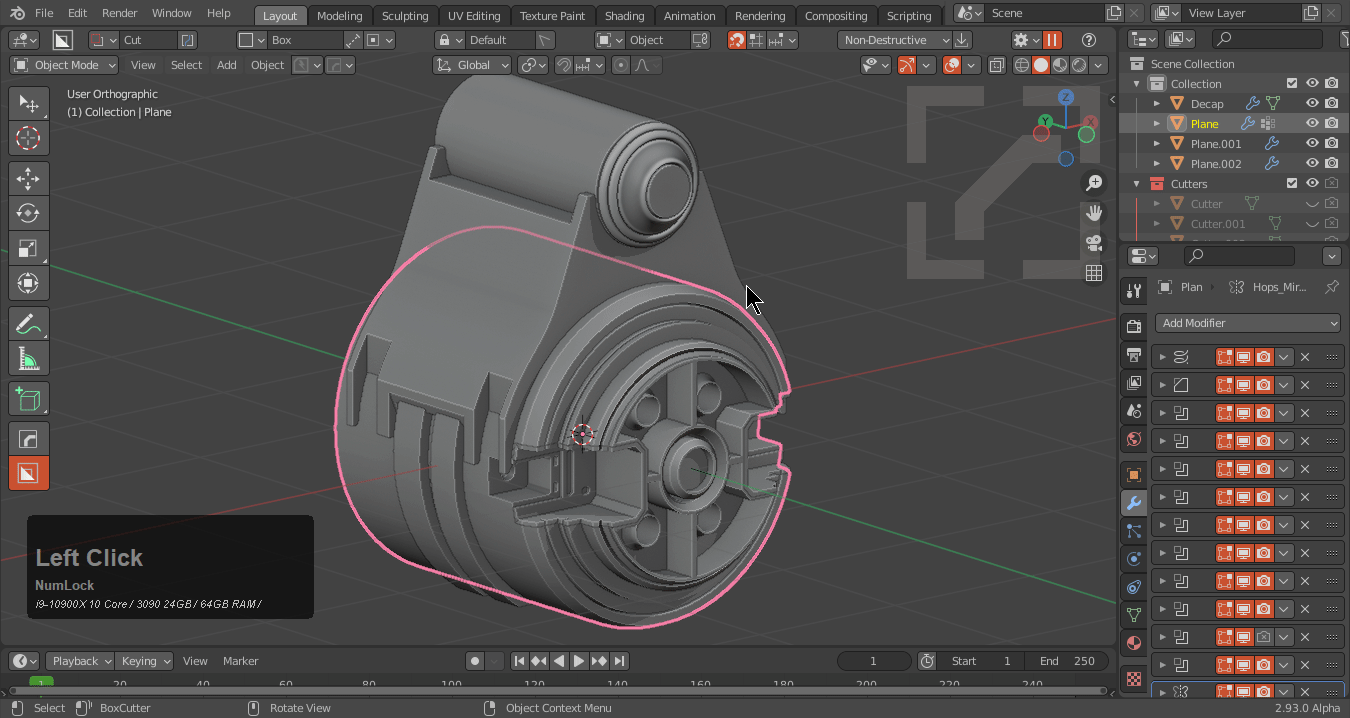 File Edit Render Window Help Layout Modeling Sculpting UV Editing Texture Paint Shading Animation Rendering Compositing Scripting Scene View Layer
Cut Box Default Object Non-Destructive
Object Mode View Select Add Object Global
User Orthographic
(1) Collection | Plane
Z
Y
X
Scene Collection
Collection
Decap
Plane
Plane.001
Plane.002
Cutters
Cutter
Cutter.001
Plan Hops_Mir...
Add Modifier
Left Click
NumLock
i9-10900X 10 Core / 3090 24GB / 64GB RAM /
Playback Keying View Marker 1 Start 1 End 250
1 20 40 60 80 100 120 140 160 180 200 220 240
Select BoxCutter Rotate View Object Context Menu 2.93.0 Alpha